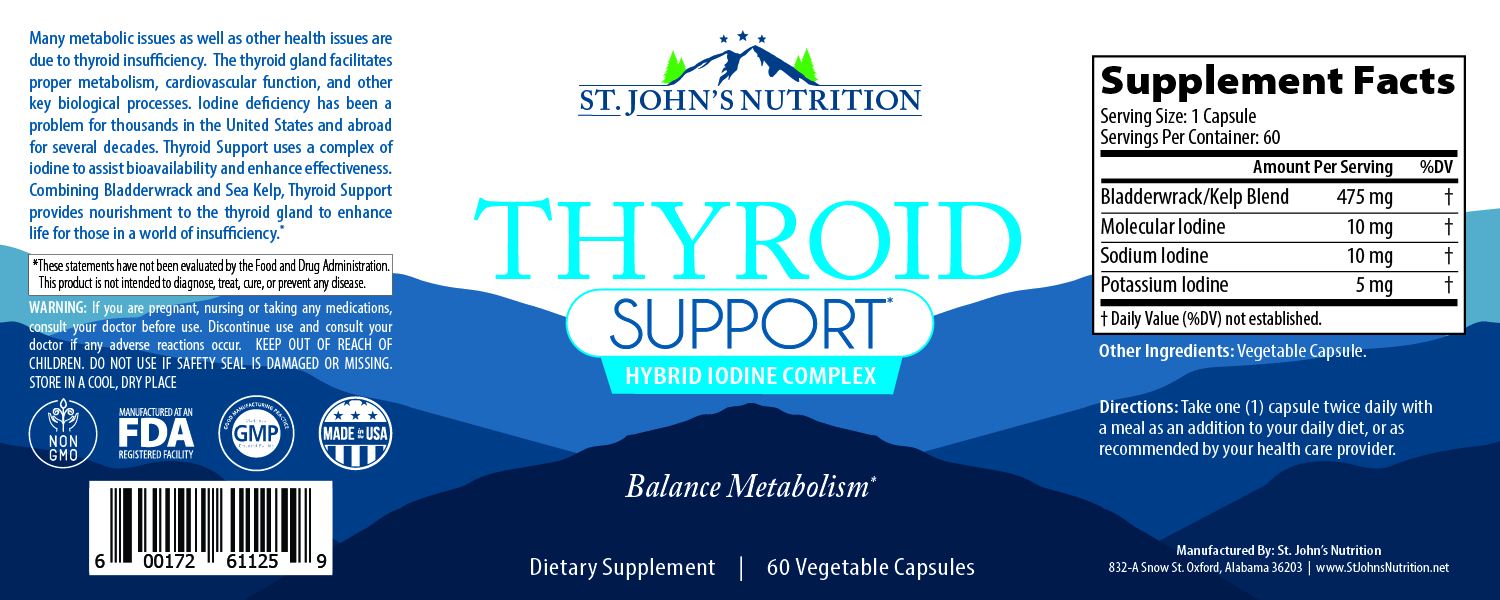 Many metabolic issues as well as other health issues are
due to thyroid insufficiency. The thyroid gland facilitates
proper metabolism, cardiovascular function, and other
key biological processes. Iodine deficiency has been a
problem for thousands in the United States and abroad
for several decades. Thyroid Support uses a complex of
iodine to assist bioavailability and enhance effectiveness.
Combining Bladderwrack and Sea Kelp, Thyroid Support
provides nourishment to the thyroid gland to enhance
life for those in a world of insufficiency.*
*These statements have not been evaluated by the Food and Drug Administration.
This product is not intended to diagnose, treat, cure, or prevent any disease.
WARNING: If you are pregnant, nursing or taking any medications,
consult your doctor before use. Discontinue use and consult your
doctor if any adverse reactions occur. KEEP OUT OF REACH OF
CHILDREN. DO NOT USE IF SAFETY SEAL IS DAMAGED OR MISSING.
STORE IN A COOL, DRY PLACE
NON
GMO
MANUFACTURED AT AN
FDA
REGISTERED FACILITY
GOOD MANUFACTURING PRACTICE
GMP
MADE IN USA
6 00172 61125 9
ST. JOHN'S NUTRITION
THYROID
SUPPORT*
HYBRID IODINE COMPLEX
Balance Metabolism*
Dietary Supplement | 60 Vegetable Capsules
Supplement Facts
Serving Size: 1 Capsule
Servings Per Container: 60
Amount Per Serving %DV
Bladderwrack/Kelp Blend 475 mg †
Molecular Iodine 10 mg †
Sodium Iodine 10 mg †
Potassium Iodine 5 mg †
† Daily Value (%DV) not established.
Other Ingredients: Vegetable Capsule.
Directions: Take one (1) capsule twice daily with
a meal as an addition to your daily diet, or as
recommended by your health care provider.
Manufactured By: St. John's Nutrition
832-A Snow St. Oxford, Alabama 36203 | www.StJohnsNutrition.net